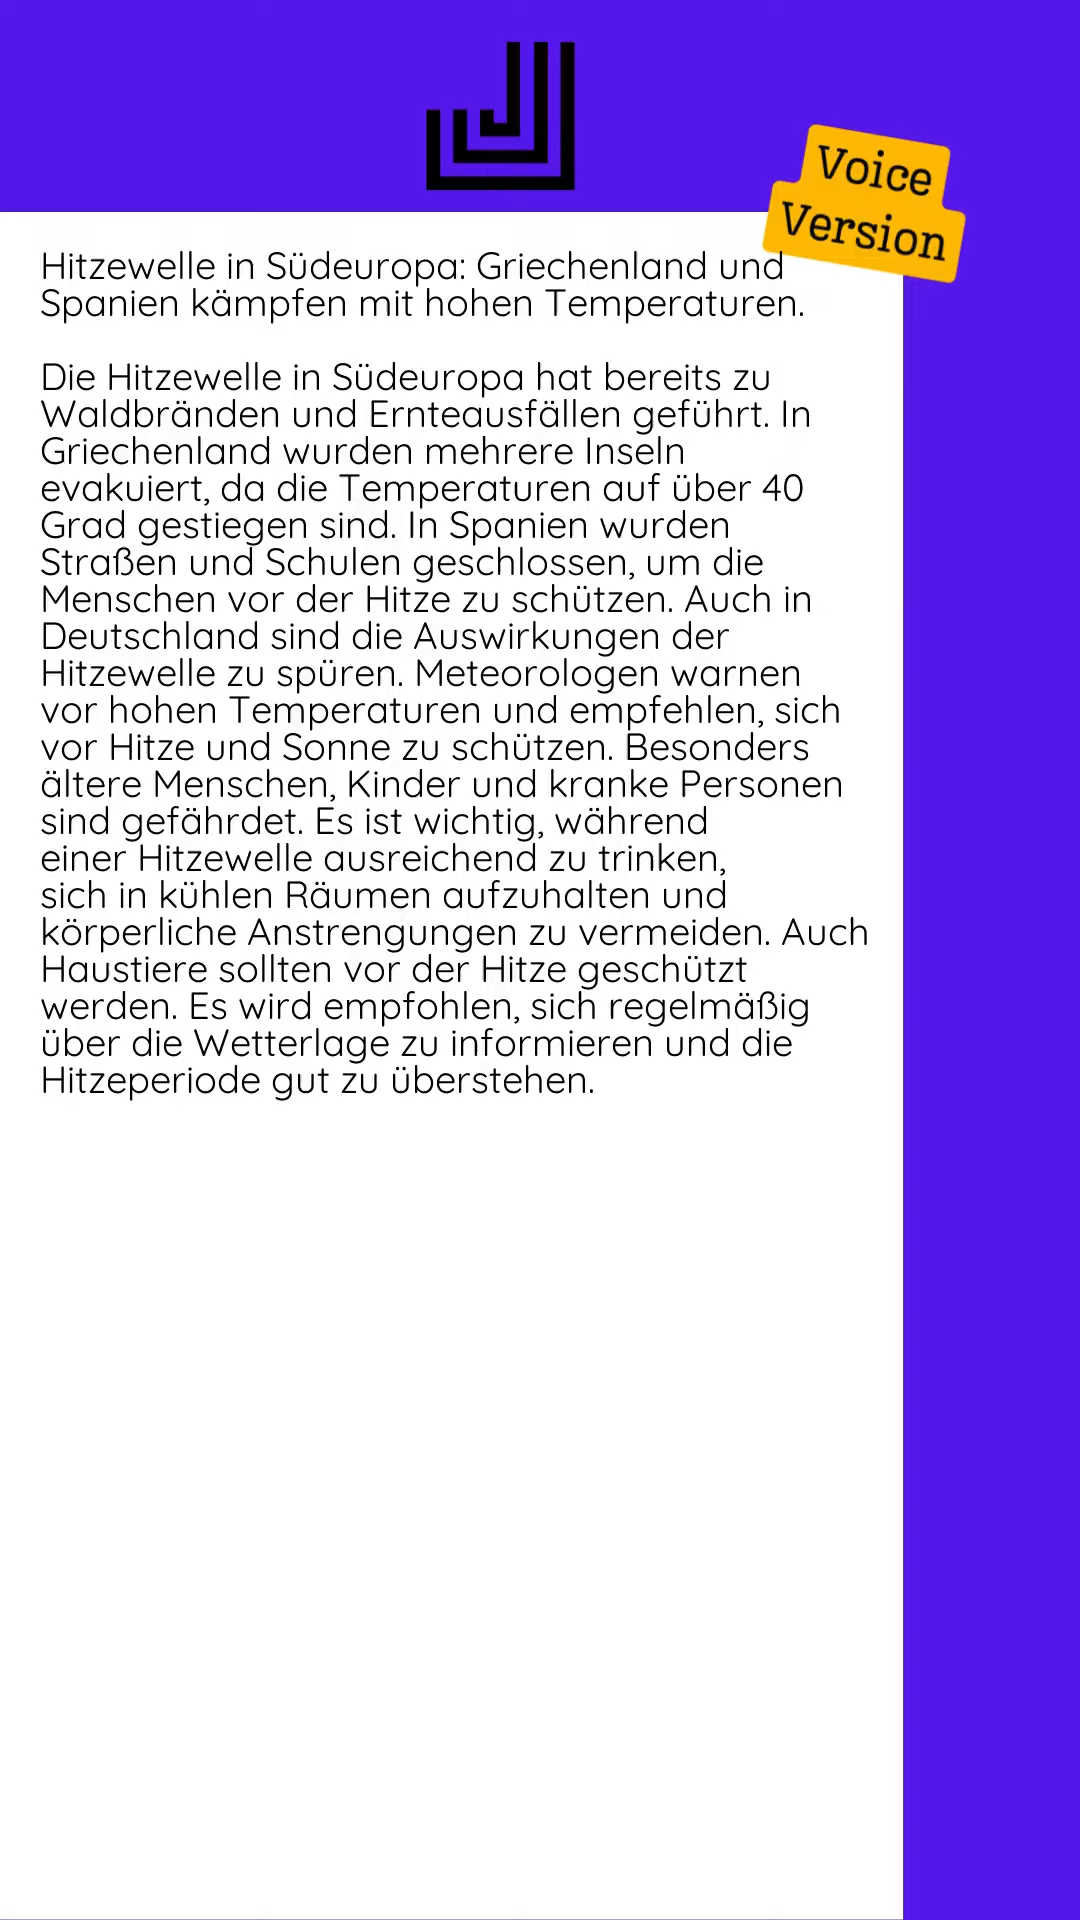 Voice
Version
Hitzewelle in Südeuropa: Griechenland und
Spanien kämpfen mit hohen Temperaturen.
Die Hitzewelle in Südeuropa hat bereits zu
Waldbränden und Ernteausfällen geführt. In
Griechenland wurden mehrere Inseln
evakuiert, da die Temperaturen auf über 40
Grad gestiegen sind. In Spanien wurden
Straßen und Schulen geschlossen, um die
Menschen vor der Hitze zu schützen. Auch in
Deutschland sind die Auswirkungen der
Hitzewelle zu spüren. Meteorologen warnen
vor hohen Temperaturen und empfehlen, sich
vor Hitze und Sonne zu schützen. Besonders
ältere Menschen, Kinder und kranke Personen
sind gefährdet. Es ist wichtig, während
einer Hitzewelle ausreichend zu trinken,
sich in kühlen Räumen aufzuhalten und
körperliche Anstrengungen zu vermeiden. Auch
Haustiere sollten vor der Hitze geschützt
werden. Es wird empfohlen, sich regelmäßig
über die Wetterlage zu informieren und die
Hitzeperiode gut zu überstehen.